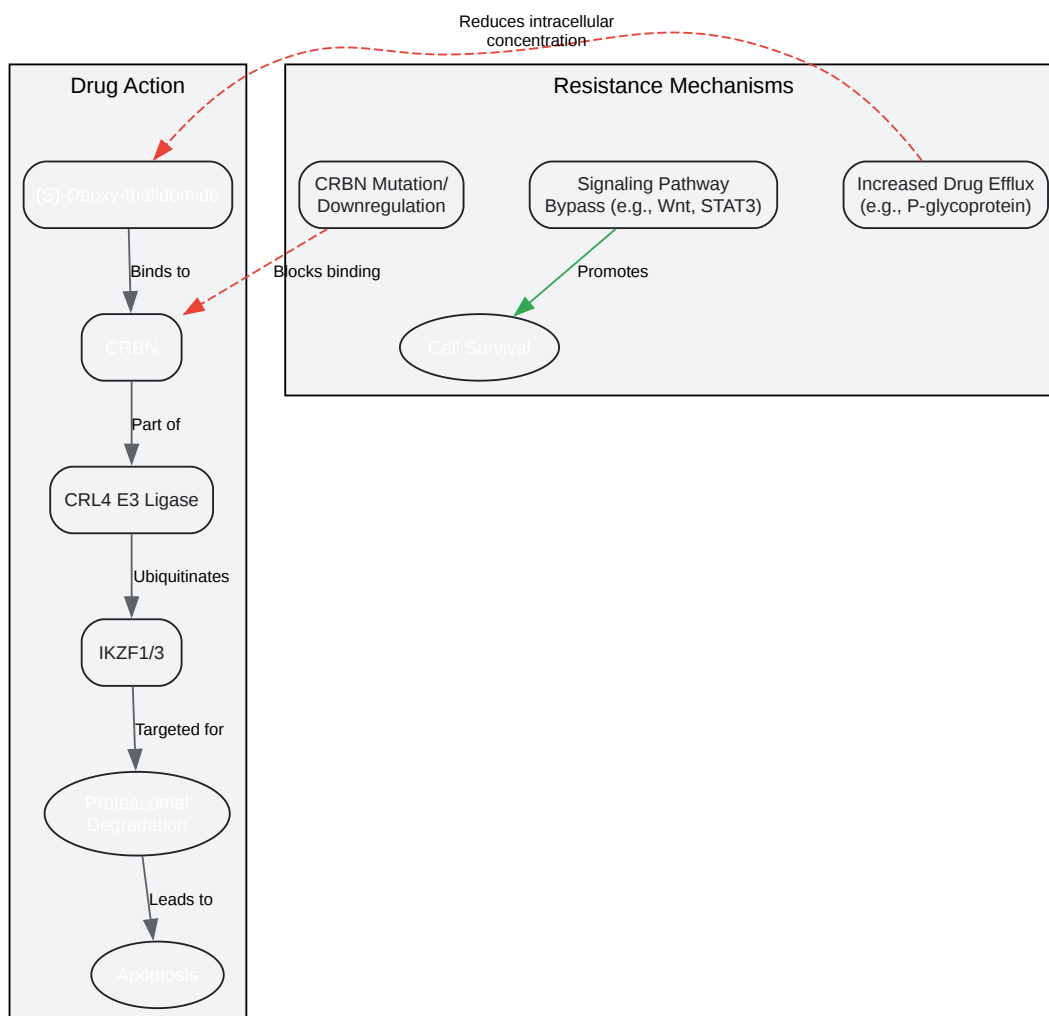 Reduces intracellular
concentration
Drug Action
Resistance Mechanisms
(S)-Deoxy-thalidomide
CRBN Mutation/
Downregulation
Signaling Pathway
Bypass (e.g., Wnt, STAT3)
Increased Drug Efflux
(e.g., P-glycoprotein)
Binds to
Blocks binding
Promotes
CRBN
Cell Survival
Part of
CRL4 E3 Ligase
Ubiquitinates
IKZF1/3
Targeted for
Proteasomal
Degradation
Leads to
Apoptosis